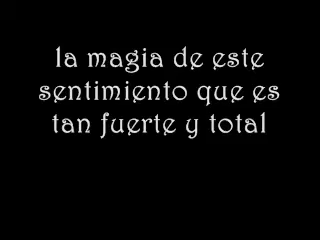 la magia de este
sentimiento que es
tan fuerte y total